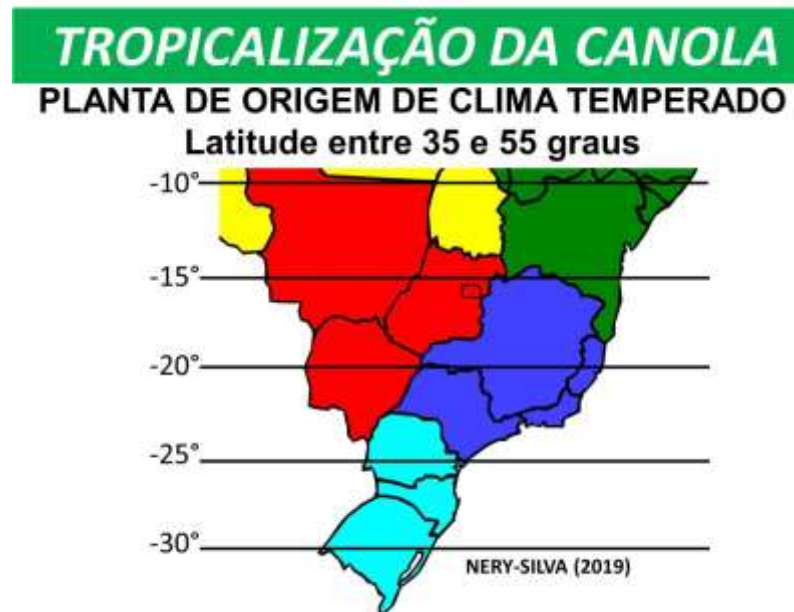 TROPICALIZAÇÃO DA CANOLA
PLANTA DE ORIGEM DE CLIMA TEMPERADO
Latitude entre 35 e 55 graus
-10°
-15°
-20°
-25°
-30°
NERY-SILVA (2019)